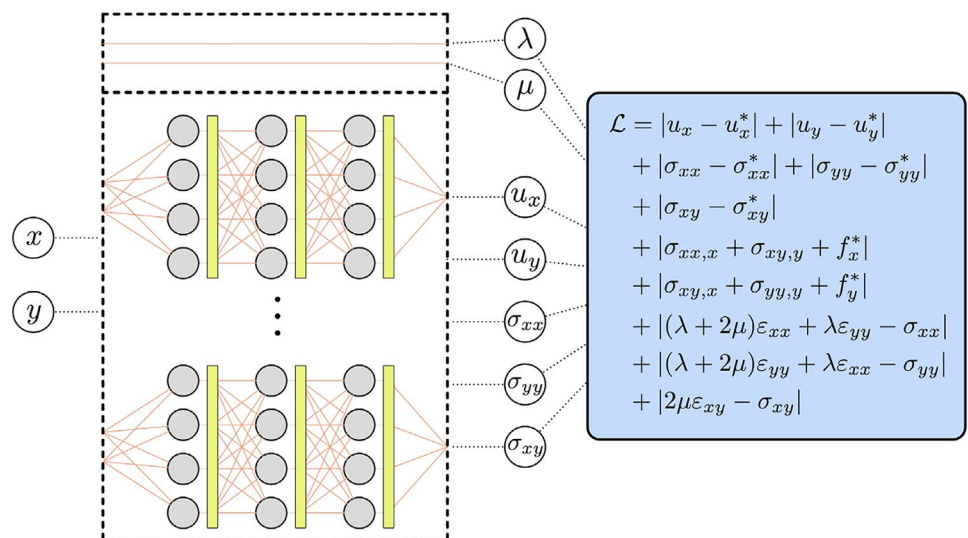 λ
μ
x
y
u_x
u_y
σ_xx
σ_yy
σ_xy
ℒ = |u_x − u_x^*| + |u_y − u_y^*|
+ |σ_xx − σ_xx^*| + |σ_yy − σ_yy^*|
+ |σ_xy − σ_xy^*|
+ |σ_xx,x + σ_xy,y + f_x^*|
+ |σ_xy,x + σ_yy,y + f_y^*|
+ |(λ + 2μ)ε_xx + λε_yy − σ_xx|
+ |(λ + 2μ)ε_yy + λε_xx − σ_yy|
+ |2με_xy − σ_xy|